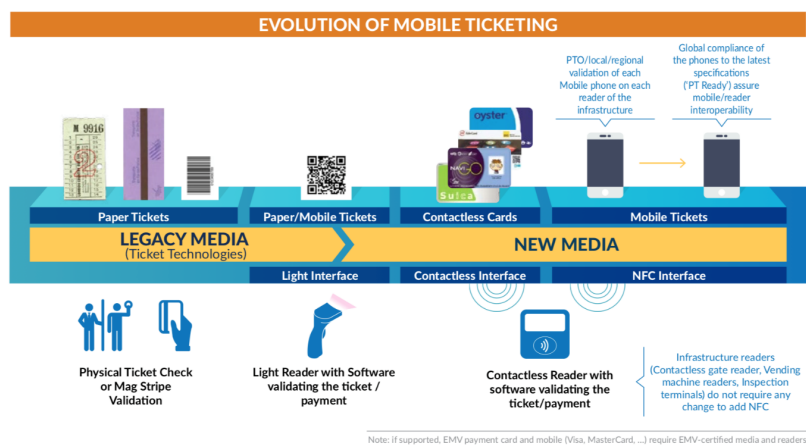 EVOLUTION OF MOBILE TICKETING
PTO/local/regional
validation of each
Mobile phone on each
reader of the
infrastructure
Global compliance of
the phones to the latest
specifications
('PT Ready') assure
mobile/reader
interoperability
N 9916
oyster
NAVIGO
Suica
Paper Tickets
Paper/Mobile Tickets
Contactless Cards
Mobile Tickets
LEGACY MEDIA
(Ticket Technologies)
NEW MEDIA
Light Interface
Contactless Interface
NFC Interface
Physical Ticket Check
or Mag Stripe
Validation
Light Reader with Software
validating the ticket /
payment
Contactless Reader with
software validating the
ticket/payment
Infrastructure readers
(Contactless gate reader, Vending
machine readers, Inspection
terminals) do not require any
change to add NFC
Note: if supported, EMV payment card and mobile (Visa, MasterCard, ...) require EMV-certified media and readers